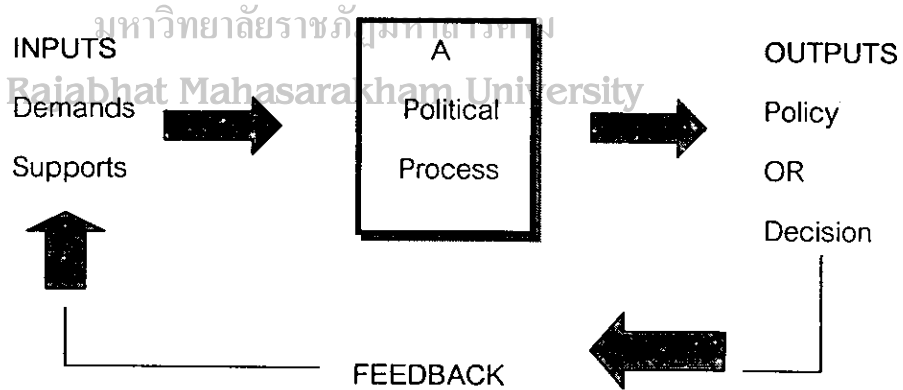 มหาวิทยาลัยราชภัฏมหาสารคาม
Rajabhat Mahasarakham University
INPUTS
Demands
Supports
A
Political
Process
OUTPUTS
Policy
OR
Decision
FEEDBACK